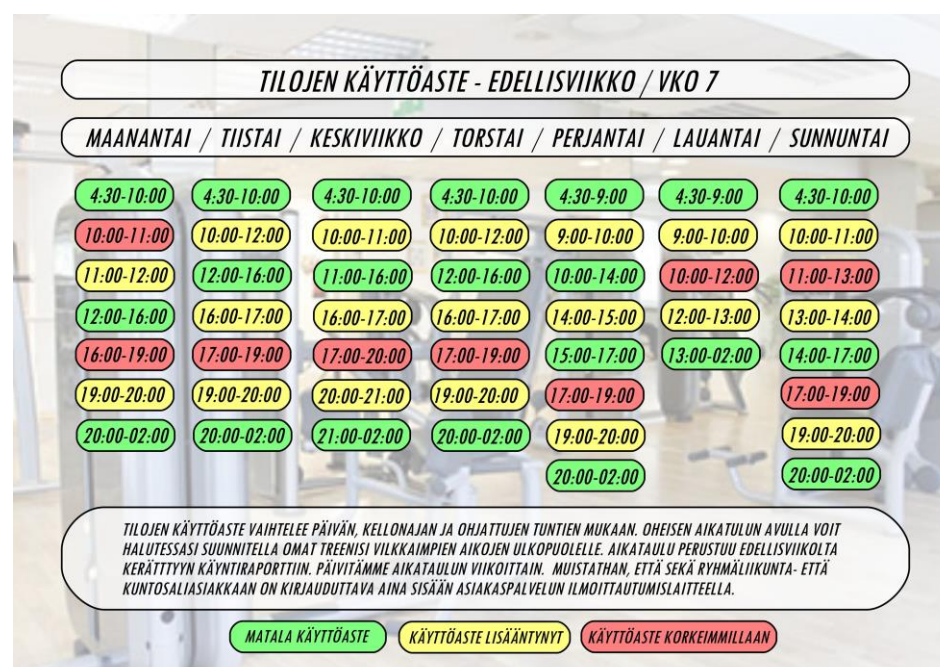 TILOJEN KÄYTTÖASTE - EDELLISVIIKKO / VKO 7
MAANANTAI / TIISTAI / KESKIVIIKKO / TORSTAI / PERJANTAI / LAUANTAI / SUNNUNTAI
4:30-10:00 4:30-10:00 4:30-10:00 4:30-10:00 4:30-9:00 4:30-9:00 4:30-10:00
10:00-11:00 10:00-12:00 10:00-11:00 10:00-12:00 9:00-10:00 9:00-10:00 10:00-11:00
11:00-12:00 12:00-16:00 11:00-16:00 12:00-16:00 10:00-14:00 10:00-12:00 11:00-13:00
12:00-16:00 16:00-17:00 16:00-17:00 16:00-17:00 14:00-15:00 12:00-13:00 13:00-14:00
16:00-19:00 17:00-19:00 17:00-20:00 17:00-19:00 15:00-17:00 13:00-02:00 14:00-17:00
19:00-20:00 19:00-20:00 20:00-21:00 19:00-20:00 17:00-19:00 17:00-19:00
20:00-02:00 20:00-02:00 21:00-02:00 20:00-02:00 19:00-20:00 19:00-20:00
20:00-02:00 20:00-02:00
TILOJEN KÄYTTÖASTE VAIHTELEE PÄIVÄN, KELLONAJAN JA OHJATTUJEN TUNTIEN MUKAAN. OHEISEN AIKATULUN AVULLA VOIT
HALUTESSASI SUUNNITELLA OMAT TREENISI VILKKAIMPIEN AIKOJEN ULKOPUOLELLE. AIKATAULU PERUSTUU EDELLISVIIKOLTA
KERÄTTTYYN KÄYNTIRAPORTTIIN. PÄIVITÄMME AIKATAULUN VIIKOITTAIN. MUISTATHAN, ETTÄ SEKÄ RYHMÄLIIKUNTA- ETTÄ
KUNTOSALIASIAKKAAN ON KIRJAUDUTTAVA AINA SISÄÄN ASIAKASPALVELUN ILMOITTAUTUMISLAITTEELLA.
MATALA KÄYTTÖASTE KÄYTTÖASTE LISÄÄNTYNYT KÄYTTÖASTE KORKEIMMILLAAN